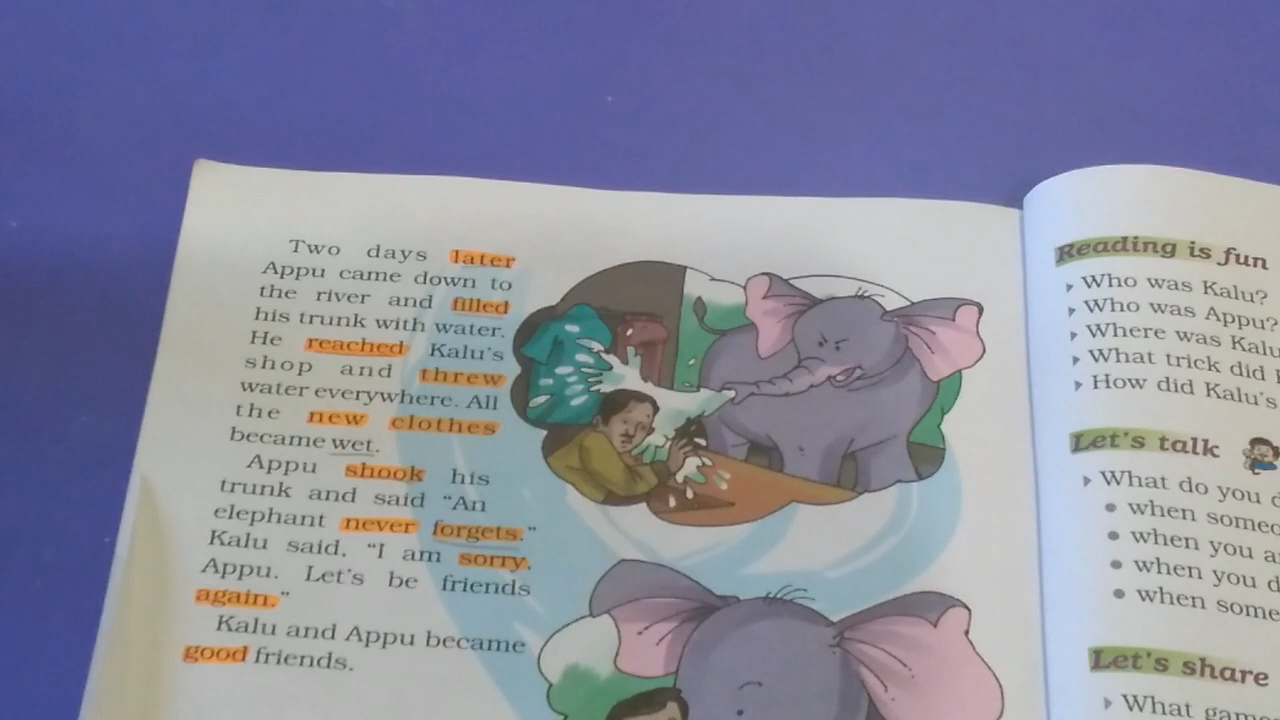 Two days later
Appu came down to
the river and filled
his trunk with water.
He reached Kalu's
shop and threw
water everywhere. All
the new clothes
became wet.
Appu shook his
trunk and said "An
elephant never forgets."
Kalu said, "I am sorry,
Appu. Let's be friends
again."
Kalu and Appu became
good friends.
Reading is fun
Who was Kalu?
Who was Appu?
Where was Kalu
What trick did
How did Kalu's
Let's talk
What do you
when
when you
when you
when some
Let's share
What